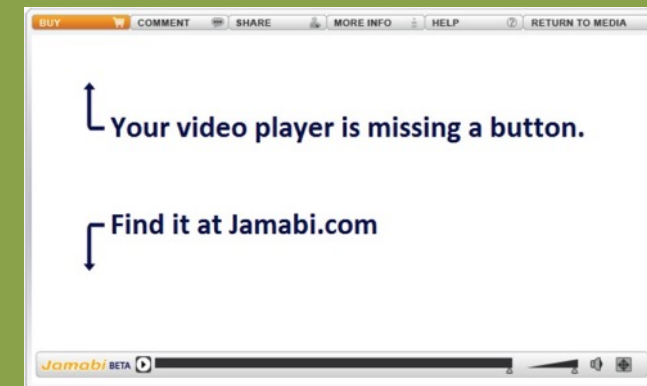 BUY COMMENT SHARE MORE INFO HELP RETURN TO MEDIA
Your video player is missing a button.
Find it at Jamabi.com
Jamabi BETA